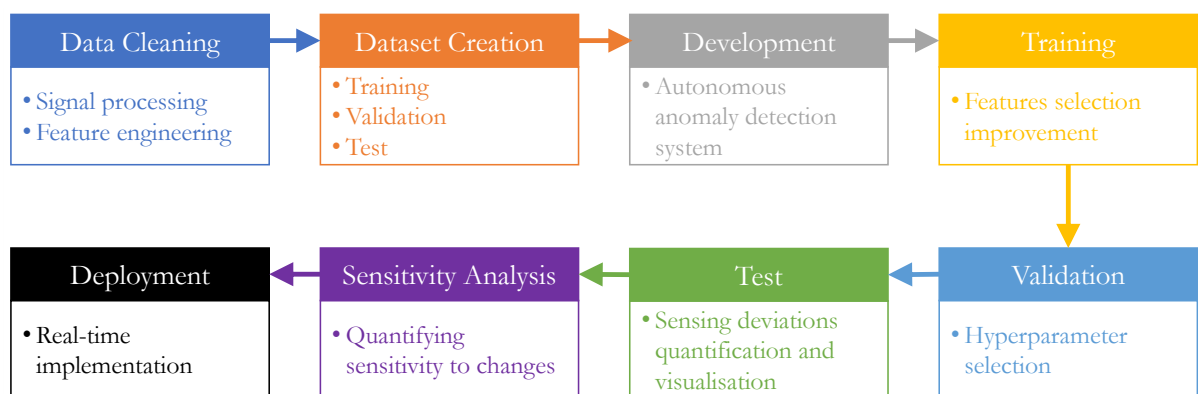 Data Cleaning
• Signal processing
• Feature engineering
Dataset Creation
• Training
• Validation
• Test
Development
• Autonomous
anomaly detection
system
Training
• Features selection
improvement
Validation
• Hyperparameter
selection
Test
• Sensing deviations
quantification and
visualisation
Sensitivity Analysis
• Quantifying
sensitivity to changes
Deployment
• Real-time
implementation